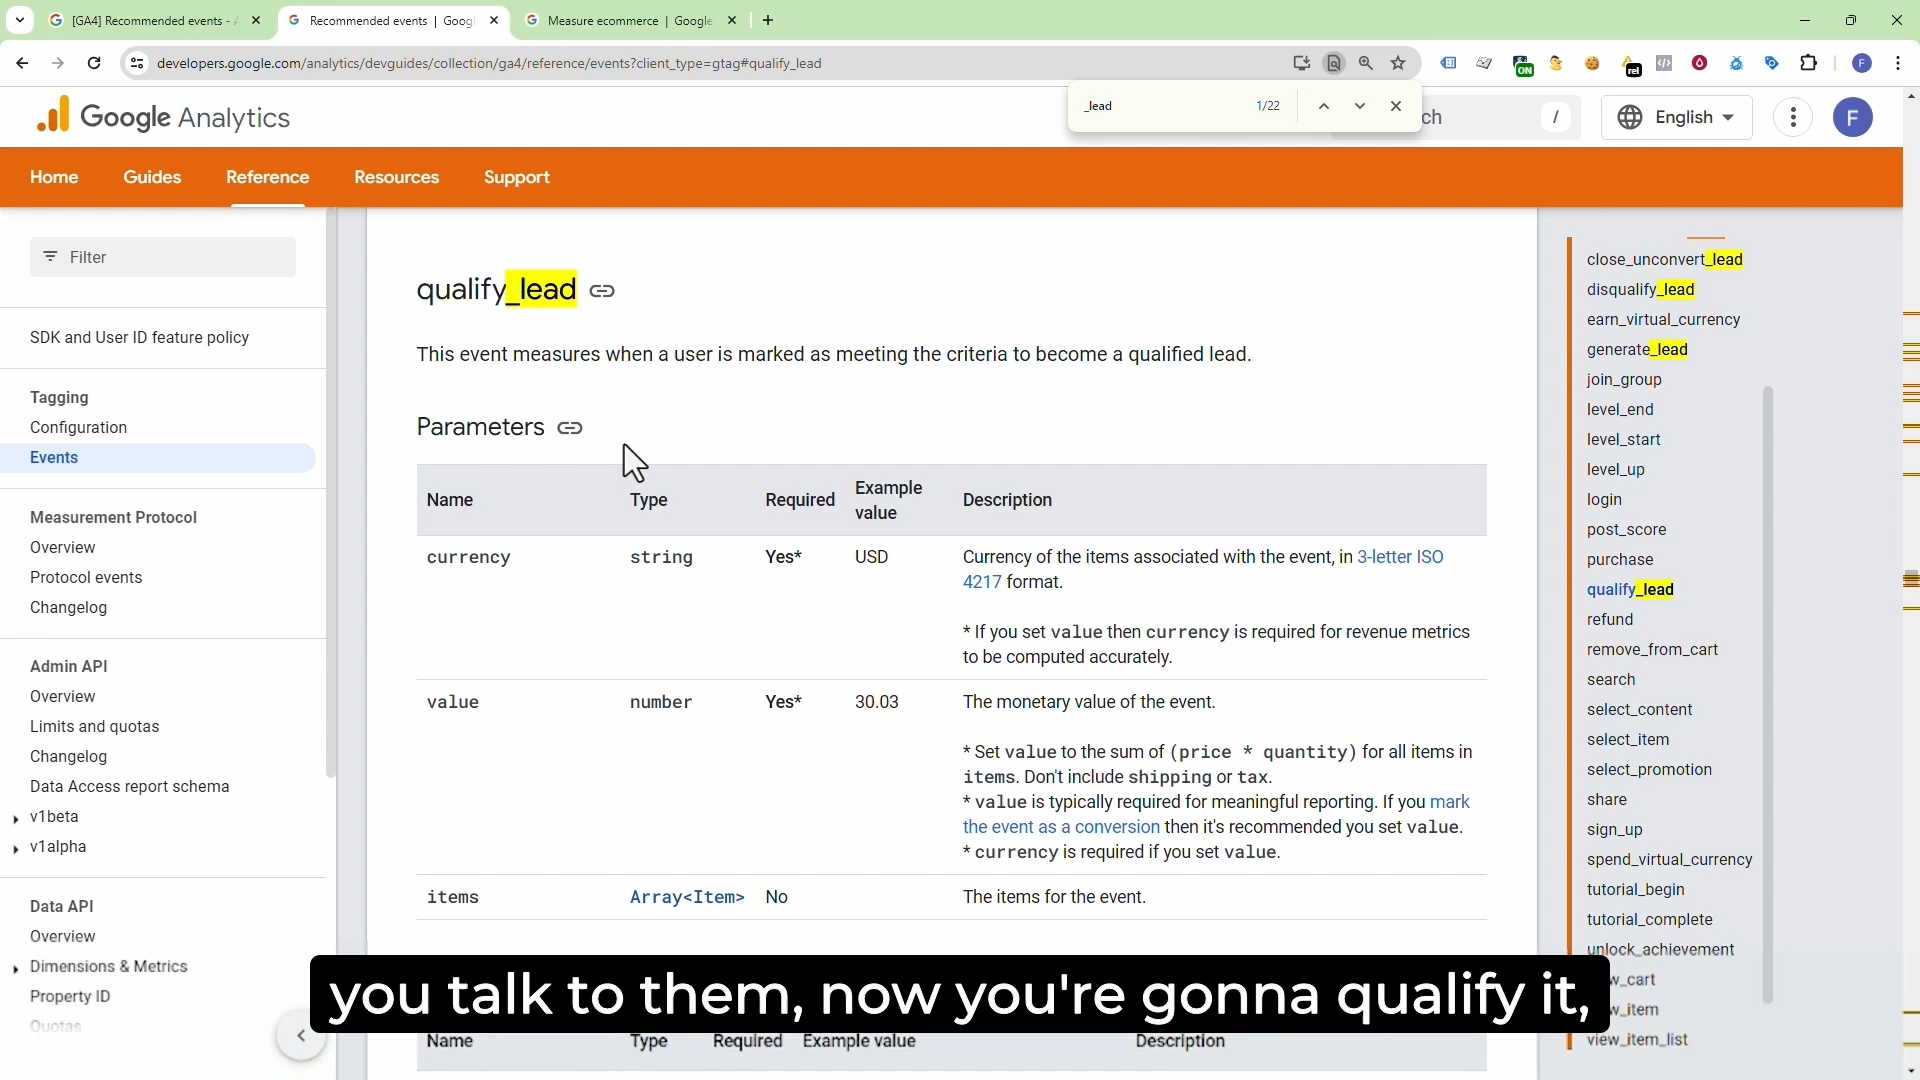 [GA4] Recommended events -
Recommended events | Goog
Measure ecommerce | Google
developers.google.com/analytics/devguides/collection/ga4/reference/events?client_type=gtag#qualify_lead
ON
rel
F
_lead
1/22
Google Analytics
ch
/
English
F
Home
Guides
Reference
Resources
Support
Filter
SDK and User ID feature policy
Tagging
Configuration
Events
Measurement Protocol
Overview
Protocol events
Changelog
Admin API
Overview
Limits and quotas
Changelog
Data Access report schema
v1beta
v1alpha
Data API
Overview
Dimensions & Metrics
Property ID
Quotas
qualify_lead
This event measures when a user is marked as meeting the criteria to become a qualified lead.
Parameters
Name Type Required Example value Description
currency string Yes* USD Currency of the items associated with the event, in 3-letter ISO
4217 format.
* If you set value then currency is required for revenue metrics
to be computed accurately.
value number Yes* 30.03 The monetary value of the event.
* Set value to the sum of (price * quantity) for all items in
items. Don't include shipping or tax.
* value is typically required for meaningful reporting. If you mark
the event as a conversion then it's recommended you set value.
* currency is required if you set value.
items Array<Item> No The items for the event.
you talk to them, now you're gonna qualify it,
Name Type Required Example value Description
close_unconvert_lead
disqualify_lead
earn_virtual_currency
generate_lead
join_group
level_end
level_start
level_up
login
post_score
purchase
qualify_lead
refund
remove_from_cart
search
select_content
select_item
select_promotion
share
sign_up
spend_virtual_currency
tutorial_begin
tutorial_complete
unlock_achievement
w_cart
w_item
view_item_list